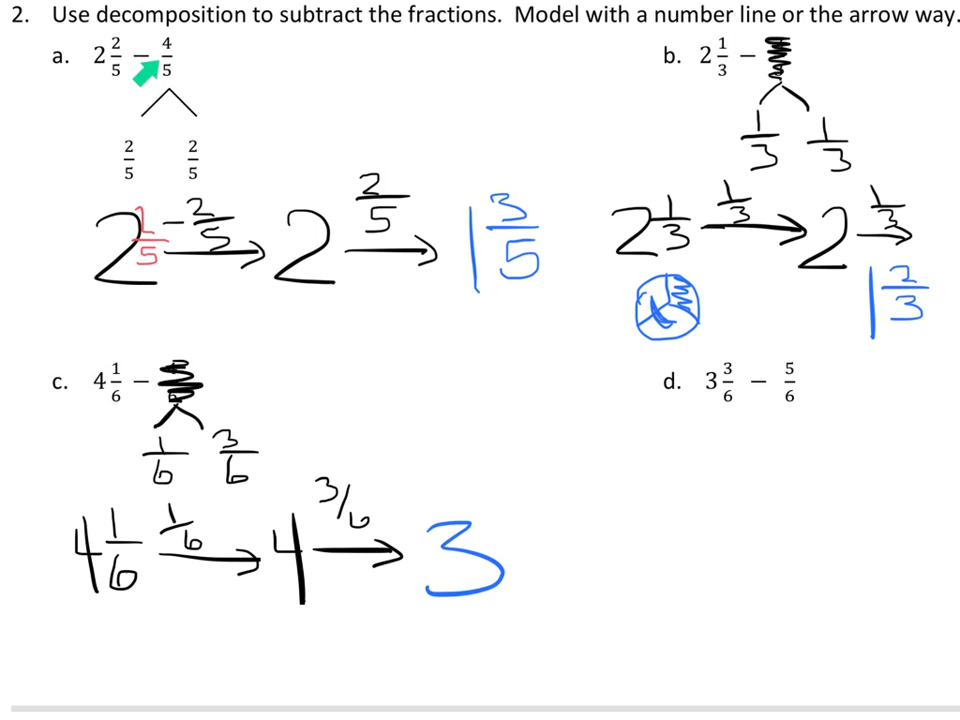 2. Use decomposition to subtract the fractions. Model with a number line or the arrow way.
a. 2 2/5 − 4/5
2/5 2/5
2 2/5 −2/5 2 2/5 1 3/5
b. 2 1/3 −
1/3 1/3
2 1/3 1/3 2 1/3
1 2/3
c. 4 1/6 −
1/6 3/6
4 1/6 1/6 4 3/6 3
d. 3 3/6 − 5/6